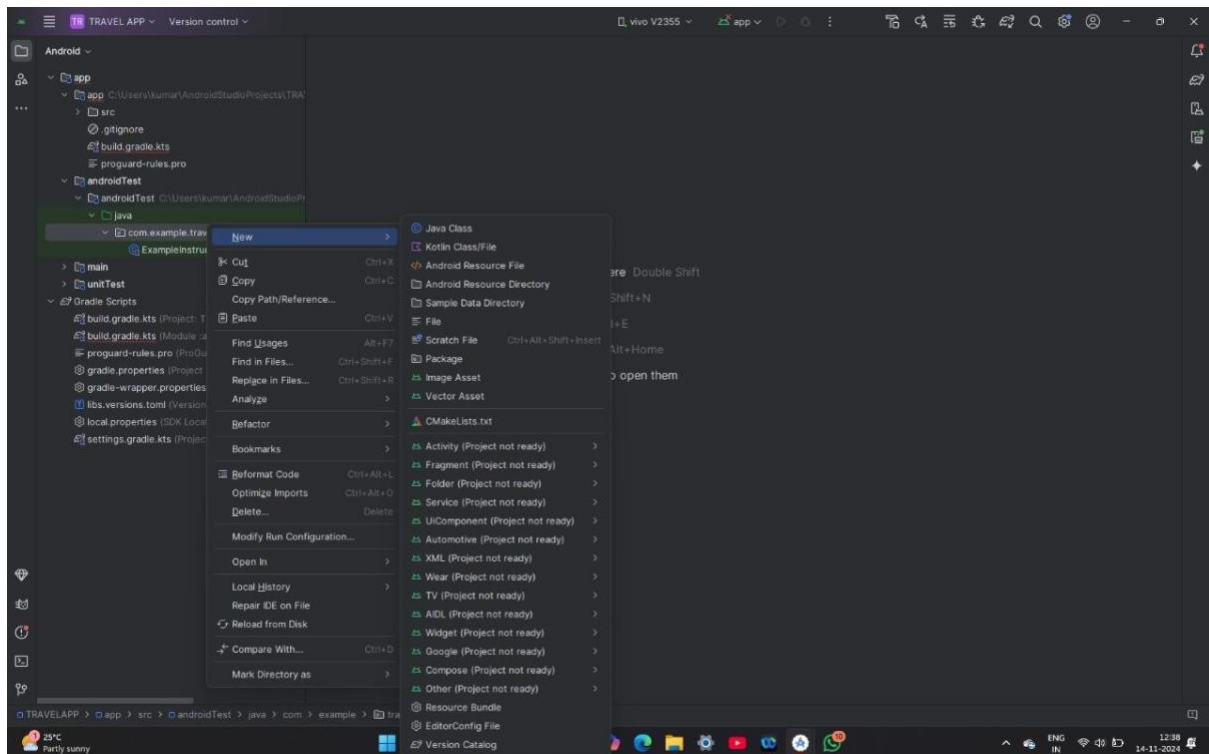 TR TRAVEL APP Version control
vivo V2355 app
Android
app
app C:\Users\kumar\AndroidStudioProjects\TRA
src
.gitignore
build.gradle.kts
proguard-rules.pro
androidTest
androidTest C:\Users\kumar\AndroidStudioPr
java
com.example.trav
ExampleInstru
main
unitTest
Gradle Scripts
build.gradle.kts (Project: T
build.gradle.kts (Module :a
proguard-rules.pro (ProGu
gradle.properties (Project
gradle-wrapper.properties
libs.versions.toml (Version
local.properties (SDK Loca
settings.gradle.kts (Projec
New
Cut Ctrl+X
Copy Ctrl+C
Copy Path/Reference...
Paste Ctrl+V
Find Usages Alt+F7
Find in Files... Ctrl+Shift+F
Replace in Files... Ctrl+Shift+R
Analyze
Refactor
Bookmarks
Reformat Code Ctrl+Alt+L
Optimize Imports Ctrl+Alt+O
Delete... Delete
Modify Run Configuration...
Open In
Local History
Repair IDE on File
Reload from Disk
Compare With... Ctrl+D
Mark Directory as
Java Class
Kotlin Class/File
Android Resource File
Android Resource Directory
Sample Data Directory
File
Scratch File Ctrl+Alt+Shift+Insert
Package
Image Asset
Vector Asset
CMakeLists.txt
Activity (Project not ready)
Fragment (Project not ready)
Folder (Project not ready)
Service (Project not ready)
UiComponent (Project not ready)
Automotive (Project not ready)
XML (Project not ready)
Wear (Project not ready)
TV (Project not ready)
AIDL (Project not ready)
Widget (Project not ready)
Google (Project not ready)
Compose (Project not ready)
Other (Project not ready)
Resource Bundle
EditorConfig File
Version Catalog
ere Double Shift
Shift+N
l+E
Alt+Home
o open them
TRAVELAPP > app > src > androidTest > java > com > example > tra
25°C
Partly sunny
ENG
IN
12:38
14-11-2024